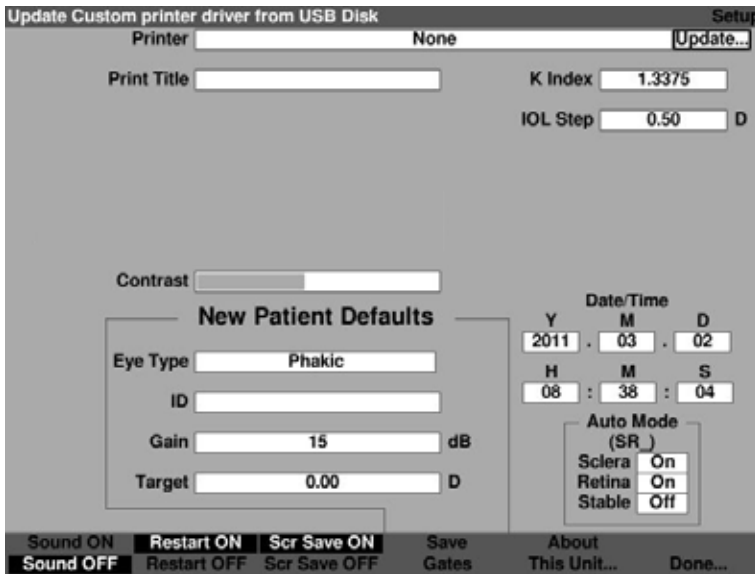 Update Custom printer driver from USB Disk Setup
Printer None Update...
Print Title K Index 1.3375
IOL Step 0.50 D
Contrast
New Patient Defaults
Eye Type Phakic
ID
Gain 15 dB
Target 0.00 D
Date/Time
Y M D
2011 . 03 . 02
H M S
08 : 38 : 04
Auto Mode
(SR_)
Sclera On
Retina On
Stable Off
Sound ON Restart ON Scr Save ON Save About
Sound OFF Restart OFF Scr Save OFF Gates This Unit... Done...